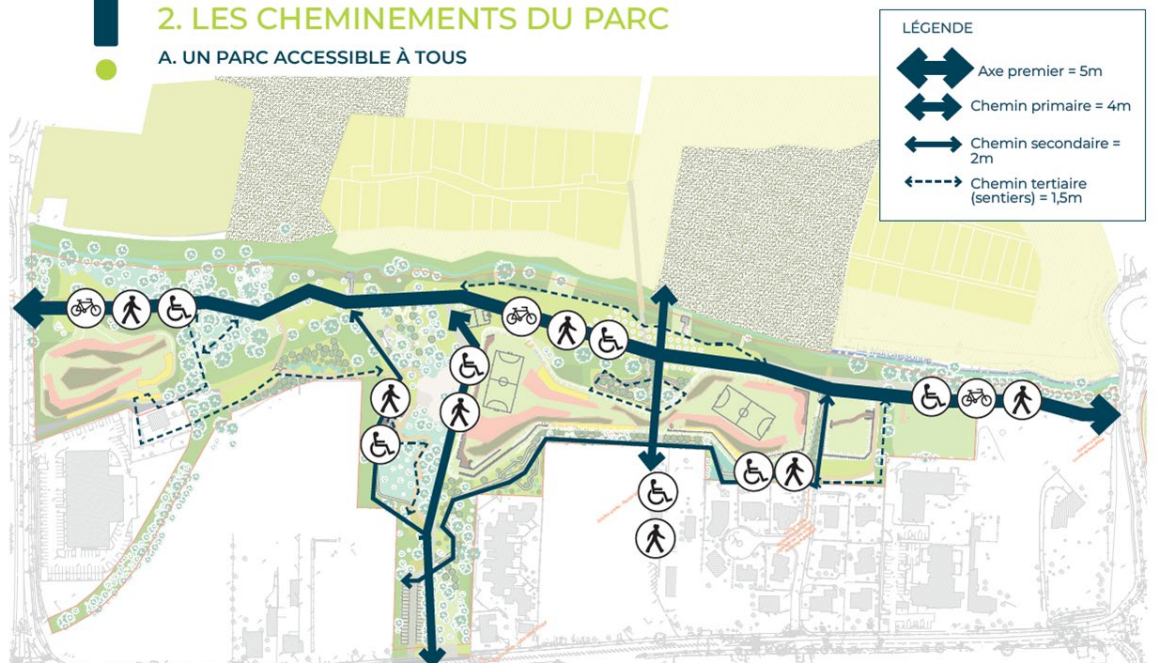 2. LES CHEMINEMENTS DU PARC
A. UN PARC ACCESSIBLE À TOUS
LÉGENDE
Axe premier = 5m
Chemin primaire = 4m
Chemin secondaire =
2m
Chemin tertiaire
(sentiers) = 1,5m